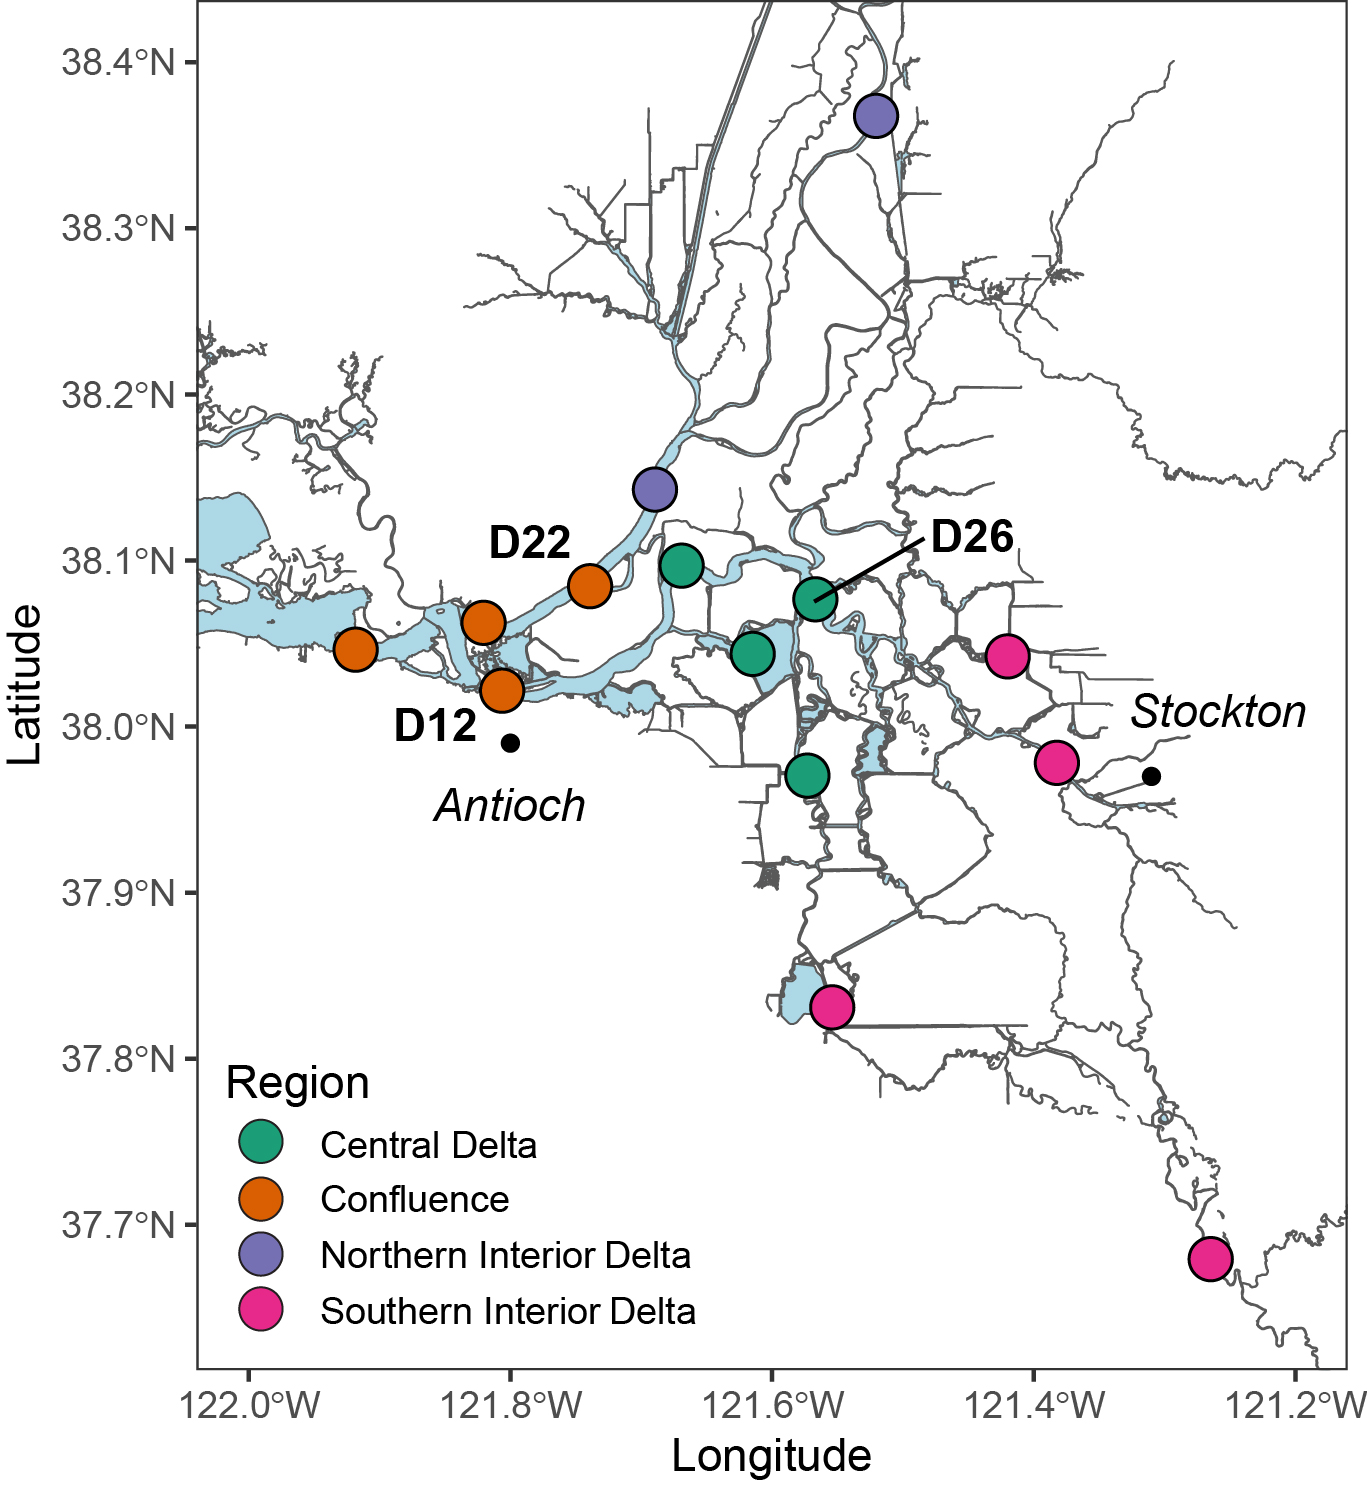 38.4°N
38.3°N
38.2°N
D22
D26
38.1°N
Latitude
38.0°N
D12
Stockton
Antioch
37.9°N
37.8°N
Region
Central Delta
Confluence
37.7°N
Northern Interior Delta
Southern Interior Delta
122.0°W 121.8°W 121.6°W 121.4°W 121.2°W
Longitude